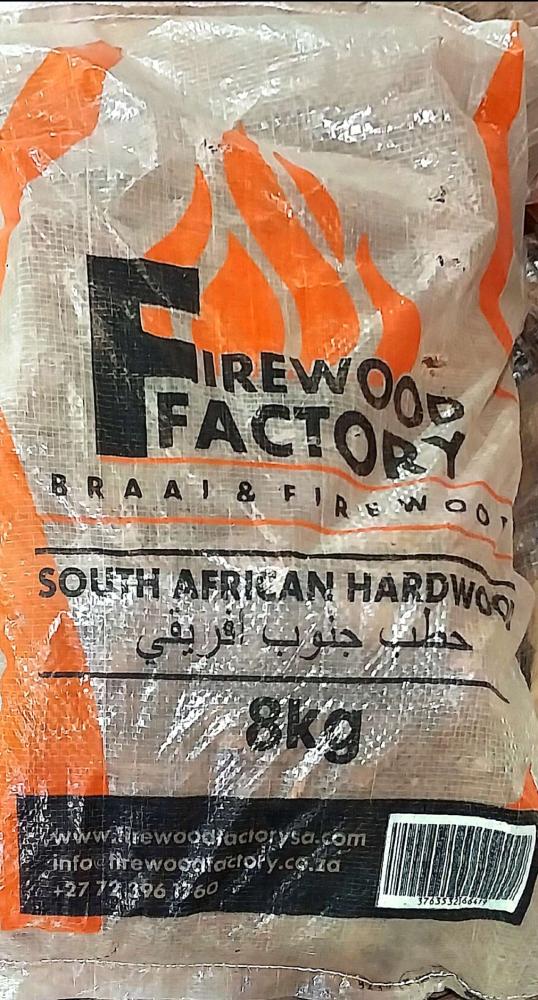 FIREWOOD
FACTORY
BRAAI & FIREWOOD
SOUTH AFRICAN HARDWOOD
حطب جنوب افريقي
8kg
www.firewoodfactorysa.com
info@firewoodfactory.co.za
+27 72 396 1760